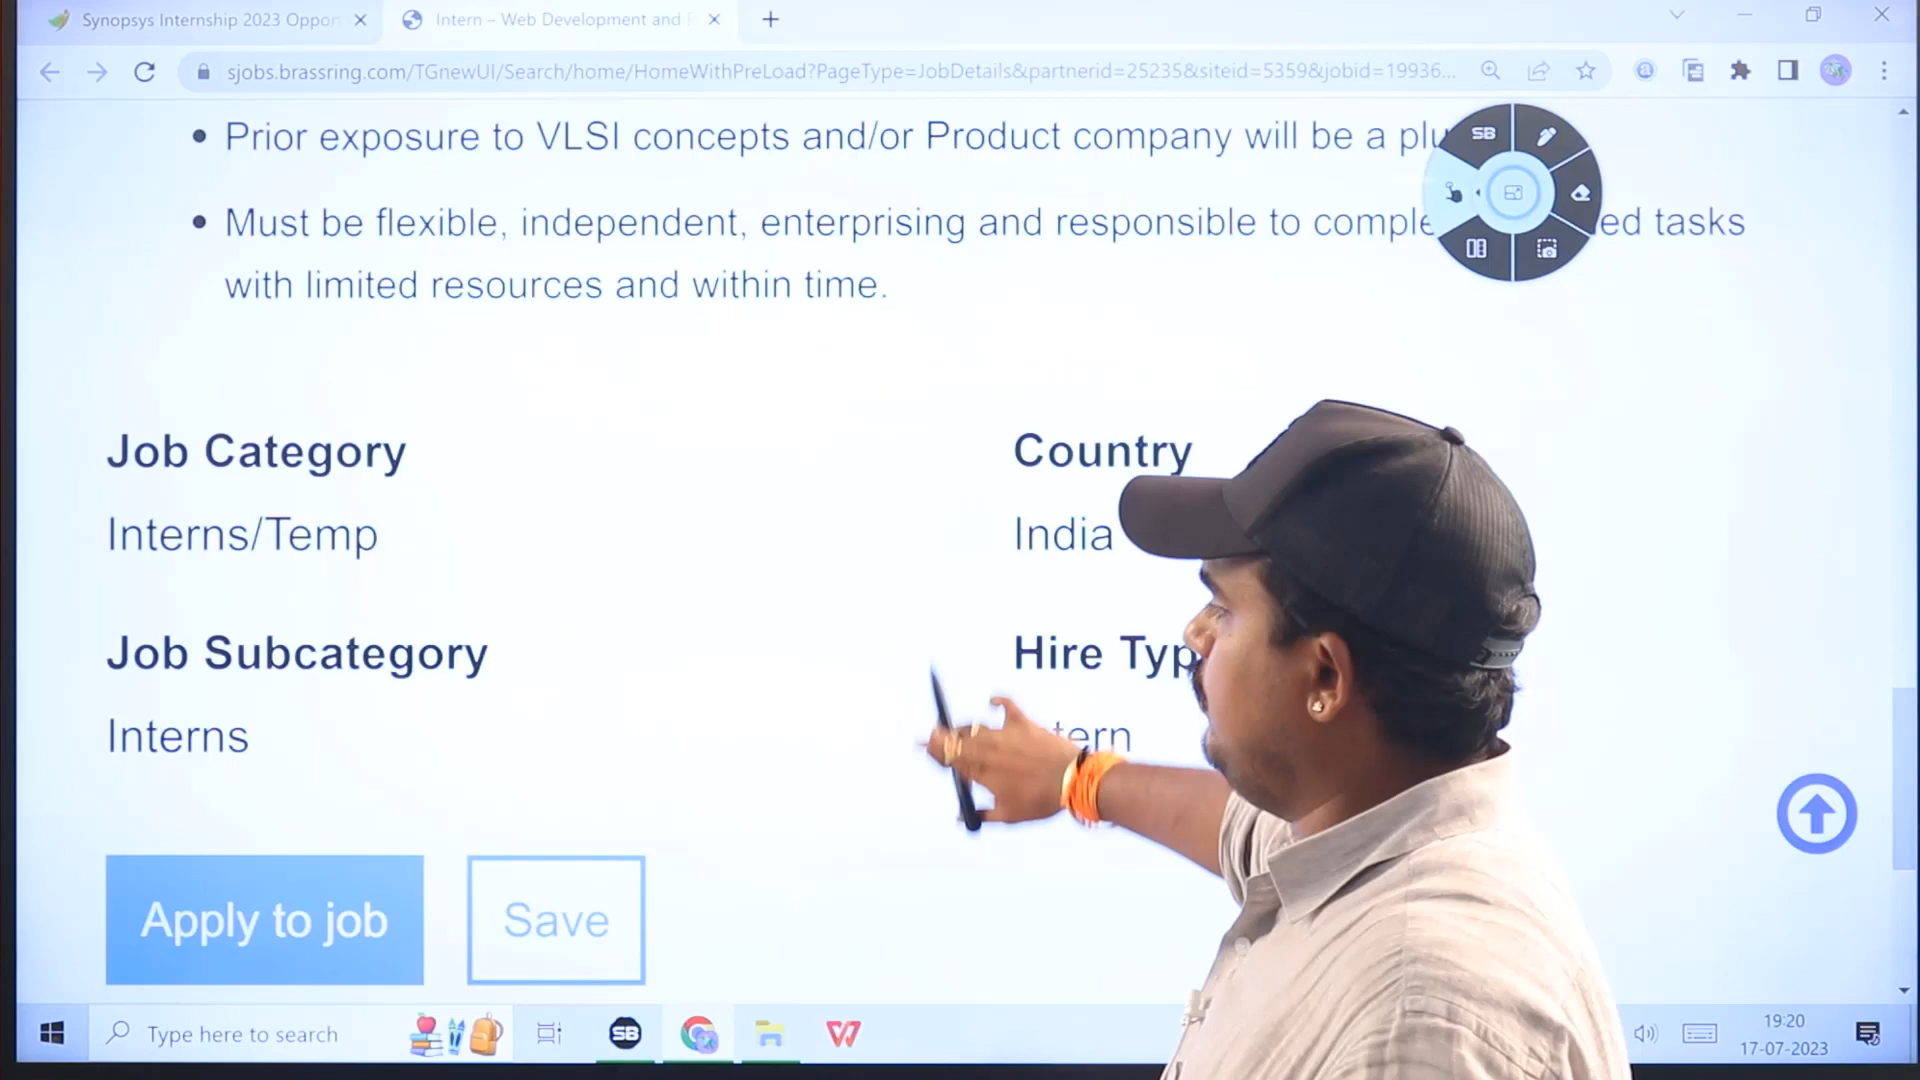 Synopsys Internship 2023 Oppor
Intern – Web Development and
sjobs.brassring.com/TGnewUI/Search/home/HomeWithPreLoad?PageType=JobDetails&partnerid=25235&siteid=5359&jobid=19936...
Prior exposure to VLSI concepts and/or Product company will be a plu
SB
Must be flexible, independent, enterprising and responsible to comple ed tasks
with limited resources and within time.
Job Category
Country
Interns/Temp
India
Job Subcategory
Hire Typ
Interns
tern
Apply to job
Save
Type here to search
SB
19:20
17-07-2023